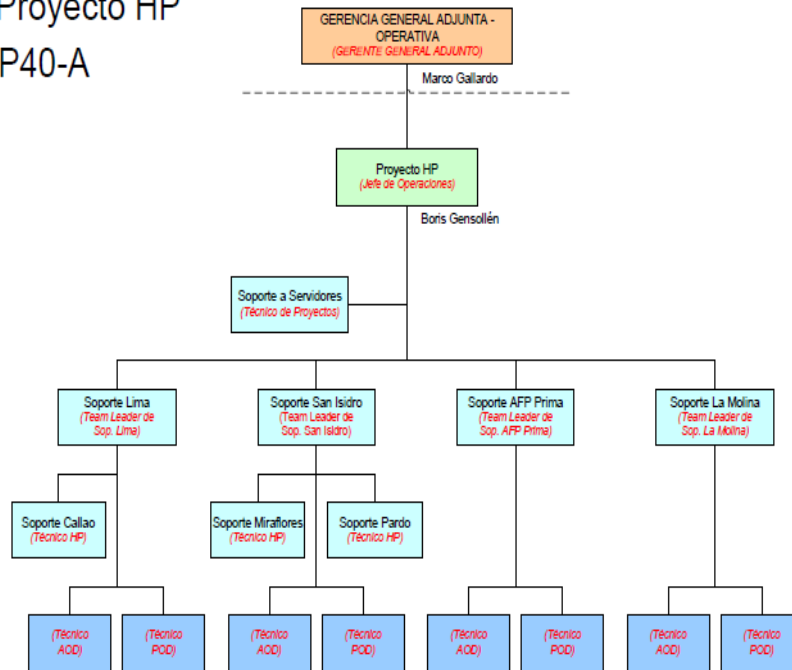 Proyecto HP
P40-A
GERENCIA GENERAL ADJUNTA -
OPERATIVA
(GERENTE GENERAL ADJUNTO)
Marco Gallardo
Proyecto HP
(Jefe de Operaciones)
Boris Gensollén
Soporte a Servidores
(Técnico de Proyectos)
Soporte Lima
(Team Leader de
Sop. Lima)
Soporte San Isidro
(Team Leader de
Sop. San Isidro)
Soporte AFP Prima
(Team Leader de
Sop. AFP Prima)
Soporte La Molina
(Team Leader de
Sop. La Molina)
Soporte Callao
(Técnico HP)
Soporte Miraflores
(Técnico HP)
Soporte Pardo
(Técnico HP)
(Técnico
AOD)
(Técnico
POD)
(Técnico
AOD)
(Técnico
POD)
(Técnico
AOD)
(Técnico
POD)
(Técnico
AOD)
(Técnico
POD)